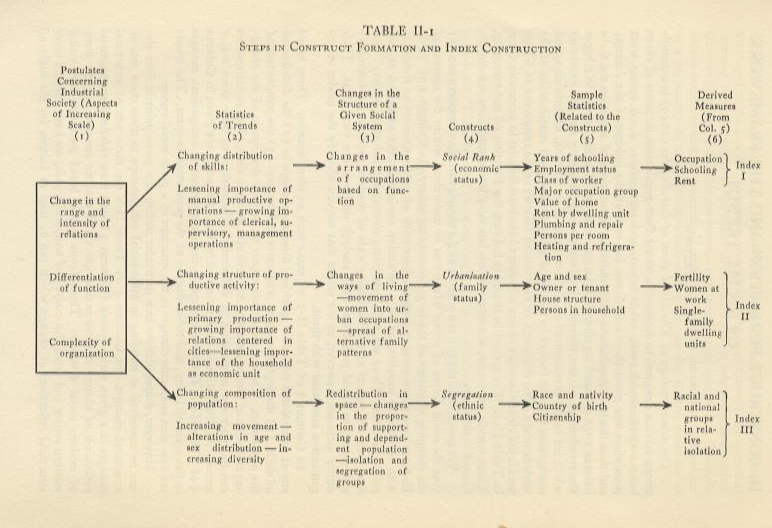 TABLE II-1
Steps in Construct Formation and Index Construction
Postulates
Concerning
Industrial
Society (Aspects
of Increasing
Scale)
(1)
Statistics
of Trends
(2)
Changes in the
Structure of a
Given Social
System
(3)
Constructs
(4)
Sample
Statistics
(Related to the
Constructs)
(5)
Derived
Measures
(From
Col. 5)
(6)
Change in the
range and
intensity of
relations
Differentiation
of function
Complexity of
organization
Changing distribution
of skills:
Lessening importance of
manual productive op-
erations — growing im-
portance of clerical, su-
pervisory, management
operations
Changes in the
arrangement
of occupations
based on func-
tion
Social Rank
(economic
status)
Years of schooling
Employment status
Class of worker
Major occupation group
Value of home
Rent by dwelling unit
Plumbing and repair
Persons per room
Heating and refrigera-
tion
Occupation
Schooling
Rent
Index
I
Changing structure of pro-
ductive activity:
Lessening importance of
primary production —
growing importance of
relations centered in
cities—lessening impor-
tance of the household
as economic unit
Changes in the
ways of living
—movement of
women into ur-
ban occupations
—spread of al-
ternative family
patterns
Urbanization
(family
status)
Age and sex
Owner or tenant
House structure
Persons in household
Fertility
Women at
work
Single-
family
dwelling
units
Index
II
Changing composition of
population:
Increasing movement—
alterations in age and
sex distribution — in-
creasing diversity
Redistribution in
space — changes
in the propor-
tion of support-
ing and depend-
ent population
—isolation and
segregation of
groups
Segregation
(ethnic
status)
Race and nativity
Country of birth
Citizenship
Racial and
national
groups
in rela-
tive
isolation
Index
III